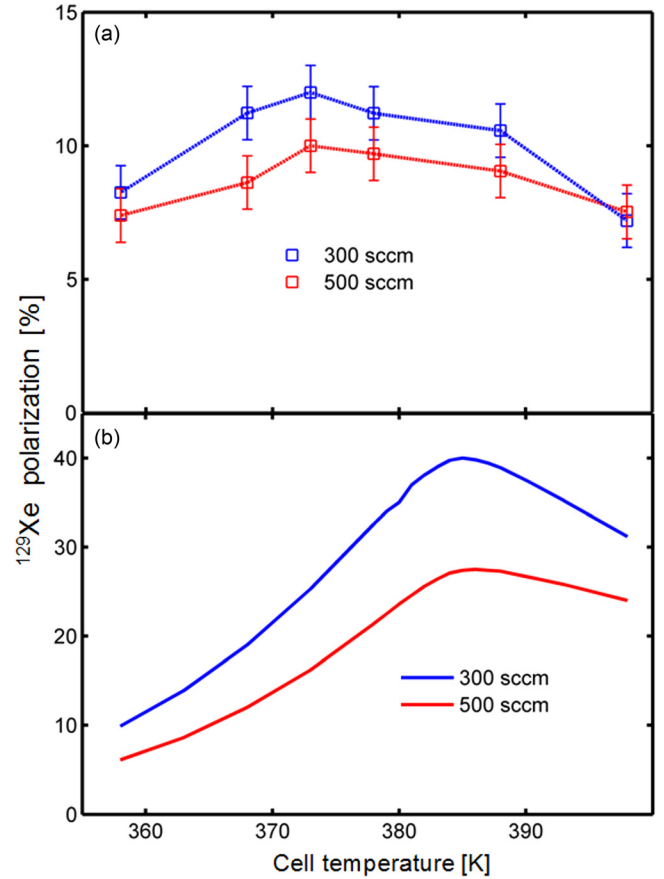 15
(a)
10
300 sccm
500 sccm
5
0
129Xe polarization [%]
(b)
40
30
300 sccm
500 sccm
20
10
0
360 370 380 390
Cell temperature [K]